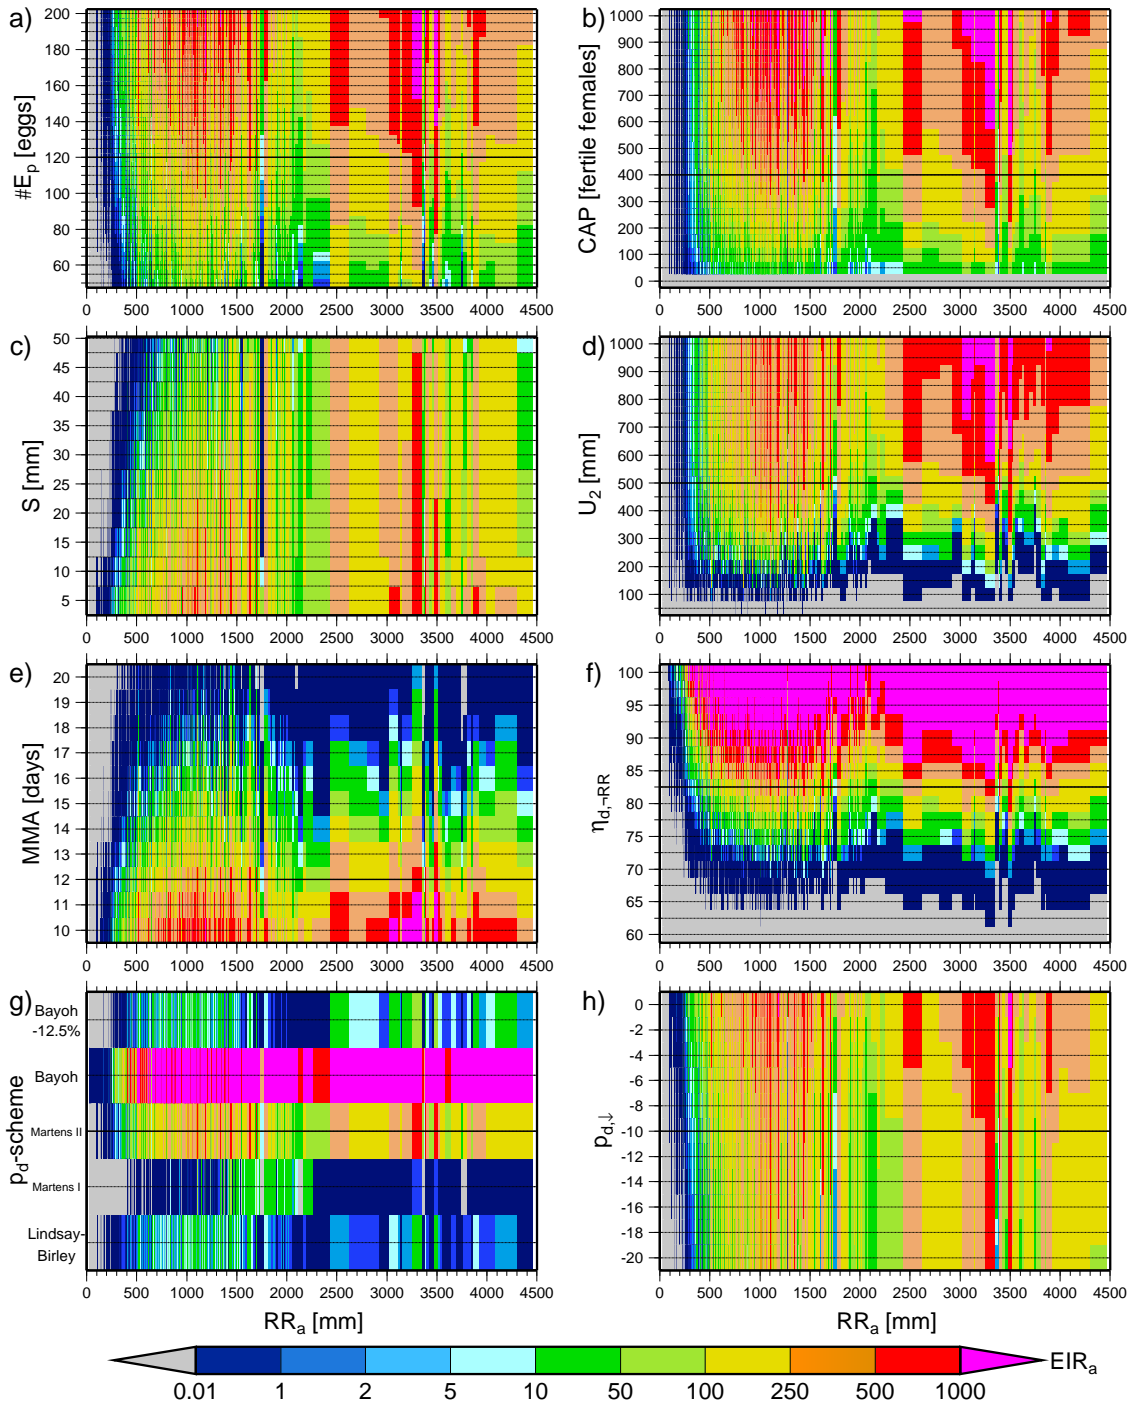 a)
#E_p [eggs]
200
180
160
140
120
100
80
60
0 500 1000 1500 2000 2500 3000 3500 4000 4500
b)
CAP [fertile females]
1000
900
800
700
600
500
400
300
200
100
0
0 500 1000 1500 2000 2500 3000 3500 4000 4500
c)
S [mm]
50
45
40
35
30
25
20
15
10
5
0 500 1000 1500 2000 2500 3000 3500 4000 4500
d)
U_2 [mm]
1000
900
800
700
600
500
400
300
200
100
0 500 1000 1500 2000 2500 3000 3500 4000 4500
e)
MMA [days]
20
19
18
17
16
15
14
13
12
11
10
0 500 1000 1500 2000 2500 3000 3500 4000 4500
f)
η_d,¬RR
100
95
90
85
80
75
70
65
60
0 500 1000 1500 2000 2500 3000 3500 4000 4500
g)
p_d-scheme
Bayoh
-12.5%
Bayoh
Martens II
Martens I
Lindsay-
Birley
0 500 1000 1500 2000 2500 3000 3500 4000 4500
RR_a [mm]
h)
p_d,↓
0
-2
-4
-6
-8
-10
-12
-14
-16
-18
-20
0 500 1000 1500 2000 2500 3000 3500 4000 4500
RR_a [mm]
EIR_a
0.01 1 2 5 10 50 100 250 500 1000